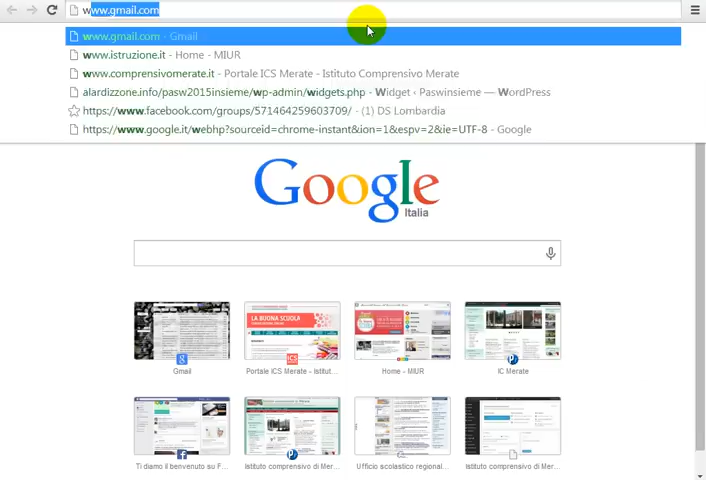 www.gmail.com
www.gmail.com - Gmail
www.istruzione.it - Home - MIUR
www.comprensivomerate.it - Portale ICS Merate - Istituto Comprensivo Merate
alardizzone.info/pasw2015insieme/wp-admin/widgets.php - Widget ‹ Paswinsieme — WordPress
https://www.facebook.com/groups/571464259603709/ - (1) DS Lombardia
https://www.google.it/webhp?sourceid=chrome-instant&ion=1&espv=2&ie=UTF-8 - Google
Google
Italia
LA BUONA SCUOLA
Gmail
Portale ICS Merate - Istitut...
Home - MIUR
IC Merate
Ti diamo il benvenuto su F...
Istituto comprensivo di Mer...
Ufficio scolastico regional...
Istituto comprensivo di Mer...